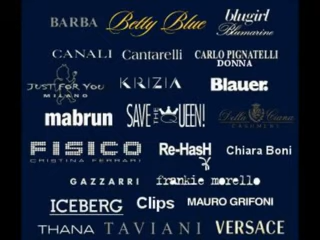 BARBA Betty Blue blugirl
Blumarine
CANALI Cantarelli CARLO PIGNATELLI
DONNA
JUST FOR YOU
MILANO
KRIZIA Blauer.
mabrun SAVE THE QUEEN! Della Ciana
CASHMERE
FISICO
CRISTINA FERRARI
Re-HasH Chiara Boni
GAZZARRI frankie morello
ICEBERG Clips MAURO GRIFONI
THANA TAVIANI VERSACE